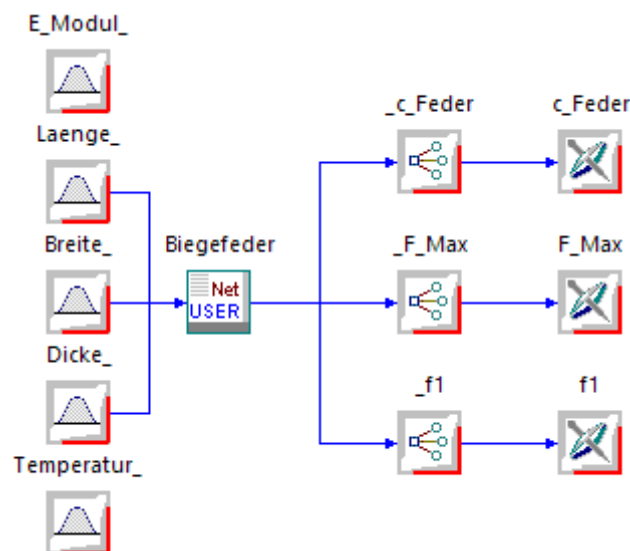 E_Modul_
Laenge_
Breite_
Dicke_
Temperatur_
Biegefeder
Net
USER
_c_Feder
c_Feder
_F_Max
F_Max
_f1
f1